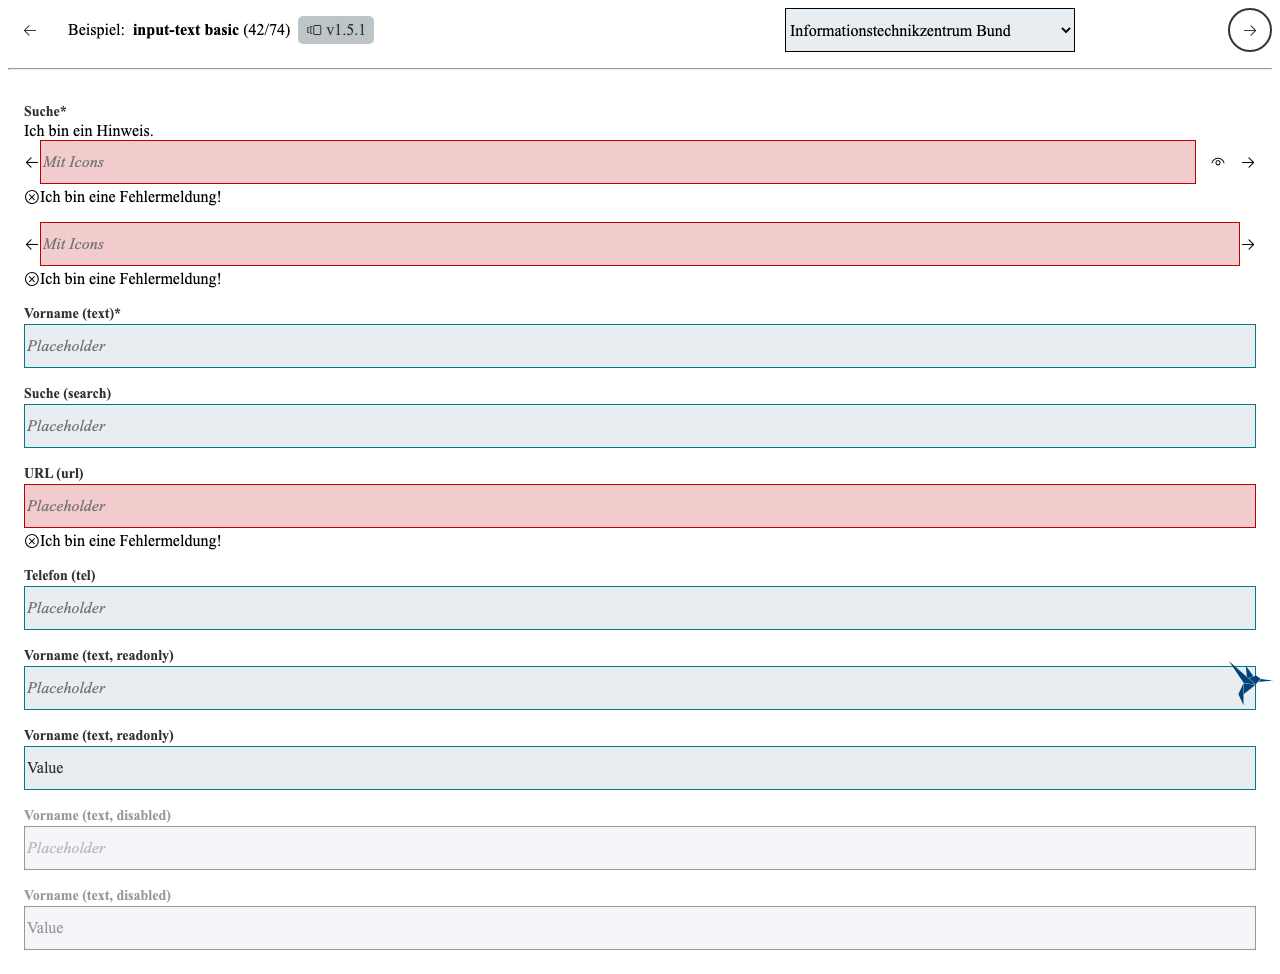 Beispiel: input-text basic (42/74) v1.5.1 Informationstechnikzentrum Bund
Suche*
Ich bin ein Hinweis.
Mit Icons
Ich bin eine Fehlermeldung!
Mit Icons
Ich bin eine Fehlermeldung!
Vorname (text)*
Placeholder
Suche (search)
Placeholder
URL (url)
Placeholder
Ich bin eine Fehlermeldung!
Telefon (tel)
Placeholder
Vorname (text, readonly)
Placeholder
Vorname (text, readonly)
Value
Vorname (text, disabled)
Placeholder
Vorname (text, disabled)
Value